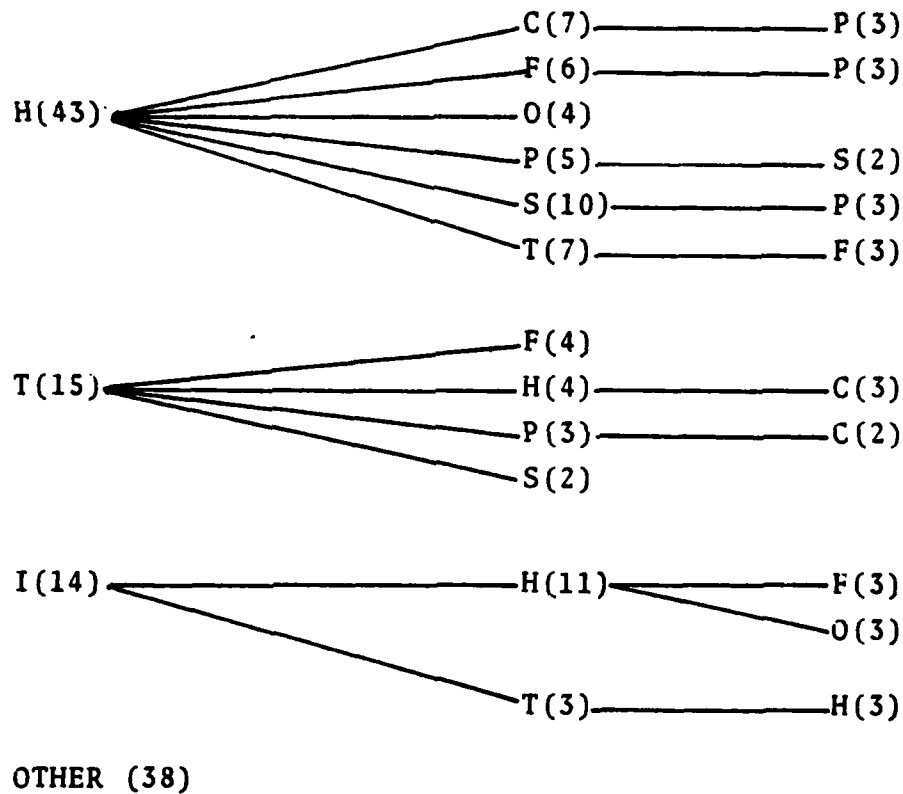 C(7) P(3)
F(6) P(3)
H(43) O(4)
P(5) S(2)
S(10) P(3)
T(7) F(3)
F(4)
T(15) H(4) C(3)
P(3) C(2)
S(2)
I(14) H(11) F(3)
O(3)
T(3) H(3)
OTHER (38)